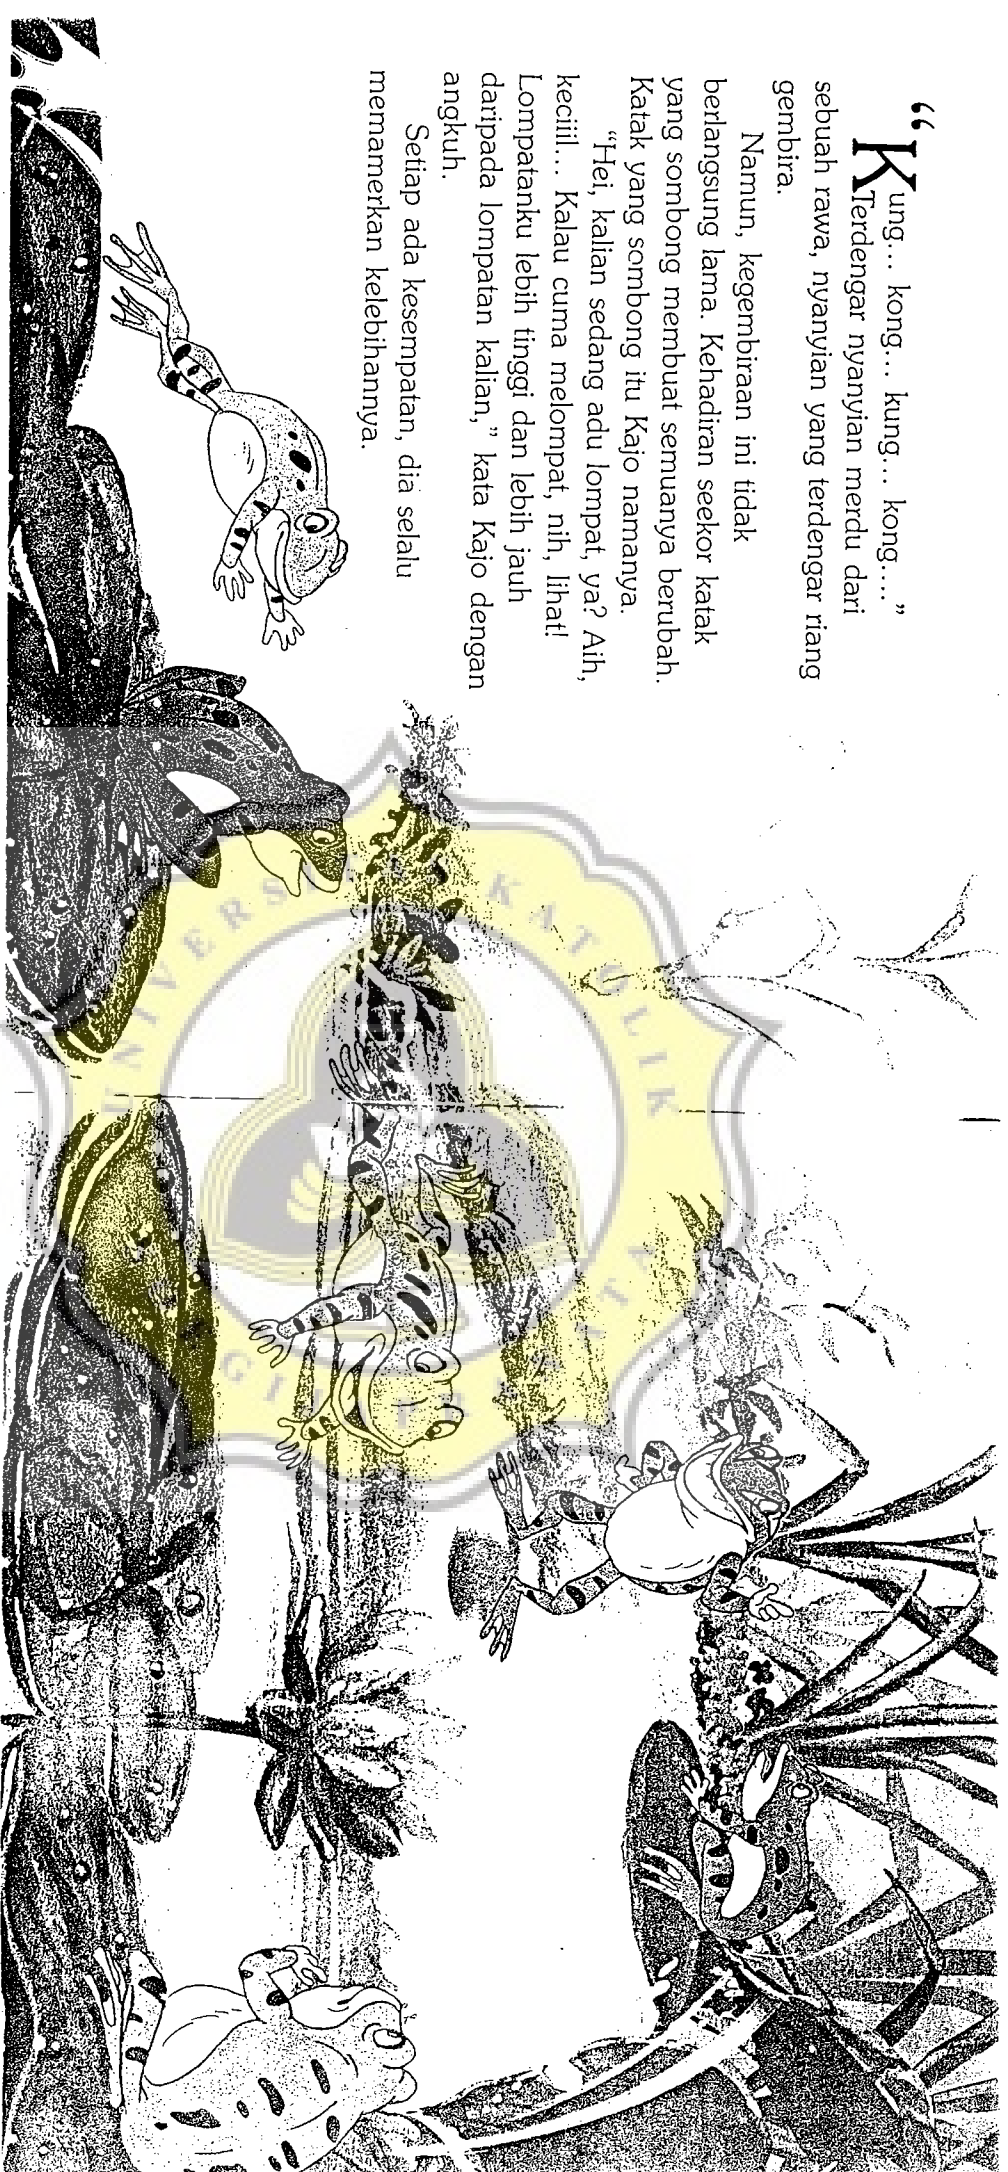 “Kung... kong... kung... kong....”
Terdengar nyanyian merdu dari
sebuah rawa, nyanyian yang terdengar riang
gembira.
Namun, kegembiraan ini tidak
berlangsung lama. Kehadiran seekor katak
yang sombong membuat semuanya berubah.
Katak yang sombong itu Kajo namanya.
“Hei, kalian sedang adu lompat, ya? Aih,
keciiil... Kalau cuma melompat, nih, lihat!
Lompatanku lebih tinggi dan lebih jauh
daripada lompatan kalian,” kata Kajo dengan
angkuh.
Setiap ada kesempatan, dia selalu
memamerkan kelebihannya.
KATOLIK